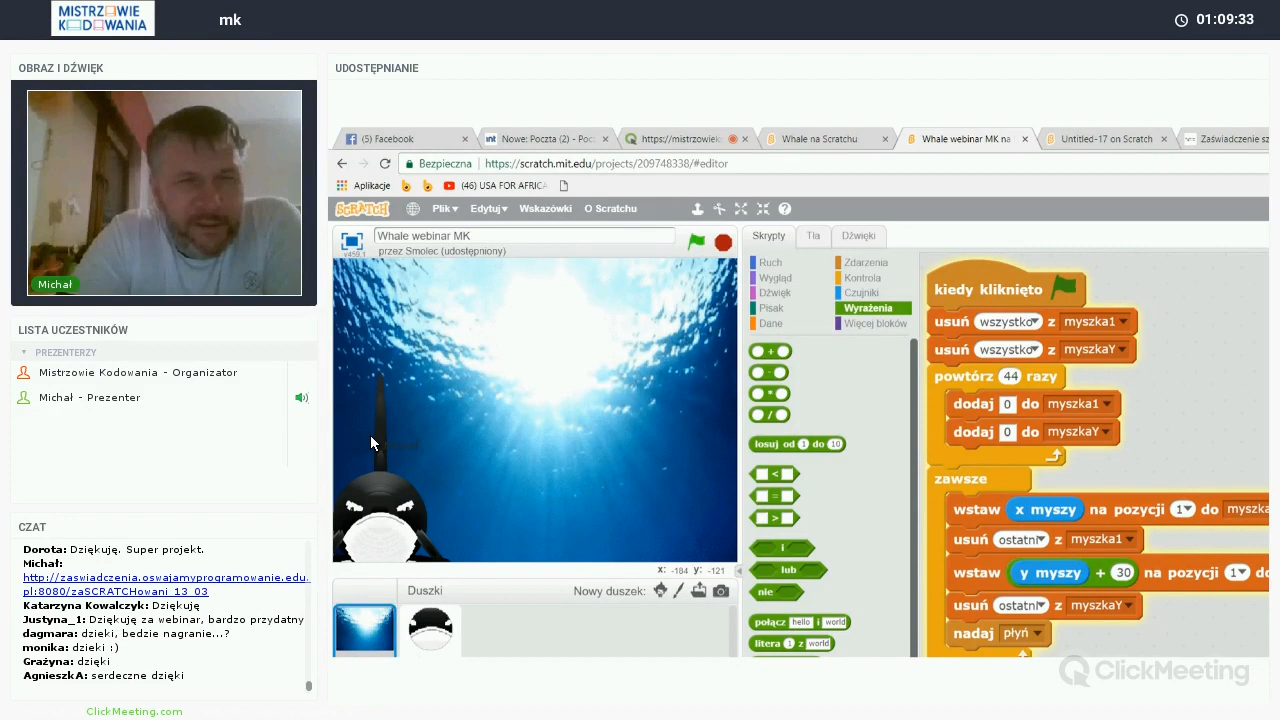 MISTRZOWIE
KODOWANIA
mk
01:09:33
OBRAZ I DŹWIĘK
Michał
LISTA UCZESTNIKÓW
PREZENTERZY
Mistrzowie Kodowania - Organizator
Michał - Prezenter
CZAT
Dorota: Dziękuję. Super projekt.
Michał:
http://zaswiadczenia.oswajamyprogramowanie.edu.
pl:8080/zaSCRATCHowani_13_03
Katarzyna Kowalczyk: Dziękuję
Justyna_1: Dziękuję za webinar, bardzo przydatny
dagmara: dzieki, bedzie nagranie...?
monika: dzieki :)
Grażyna: dzięki
AgnieszkA: serdeczne dzięki
ClickMeeting.com
UDOSTĘPNIANIE
(5) Facebook
int Nowe: Poczta (2) - Pocz
https://mistrzowiek
Whale na Scratchu
Whale webinar MK na
Untitled-17 on Scratch
Zaświadczenie sz
Bezpieczna
https://scratch.mit.edu/projects/209748338/#editor
Aplikacje
(46) USA FOR AFRICA
SCRATCH
Plik
Edytuj
Wskazówki
O Scratchu
Whale webinar MK
przez Smolec (udostępniony)
v459.1
x: -184 y: -121
Duszki
Nowy duszek:
Skrypty
Tła
Dźwięki
Ruch
Zdarzenia
Wygląd
Kontrola
Dźwięk
Czujniki
Pisak
Wyrażenia
Dane
Więcej bloków
+
-
*
/
losuj od 1 do 10
<
=
>
i
lub
nie
połącz hello i world
litera 1 z world
kiedy kliknięto
usuń wszystko z myszka1
usuń wszystko z myszkaY
powtórz 44 razy
dodaj 0 do myszka1
dodaj 0 do myszkaY
zawsze
wstaw x myszy na pozycji 1 do myszka
usuń ostatni z myszka1
wstaw y myszy + 30 na pozycji 1 do
usuń ostatni z myszkaY
nadaj płyń
ClickMeeting